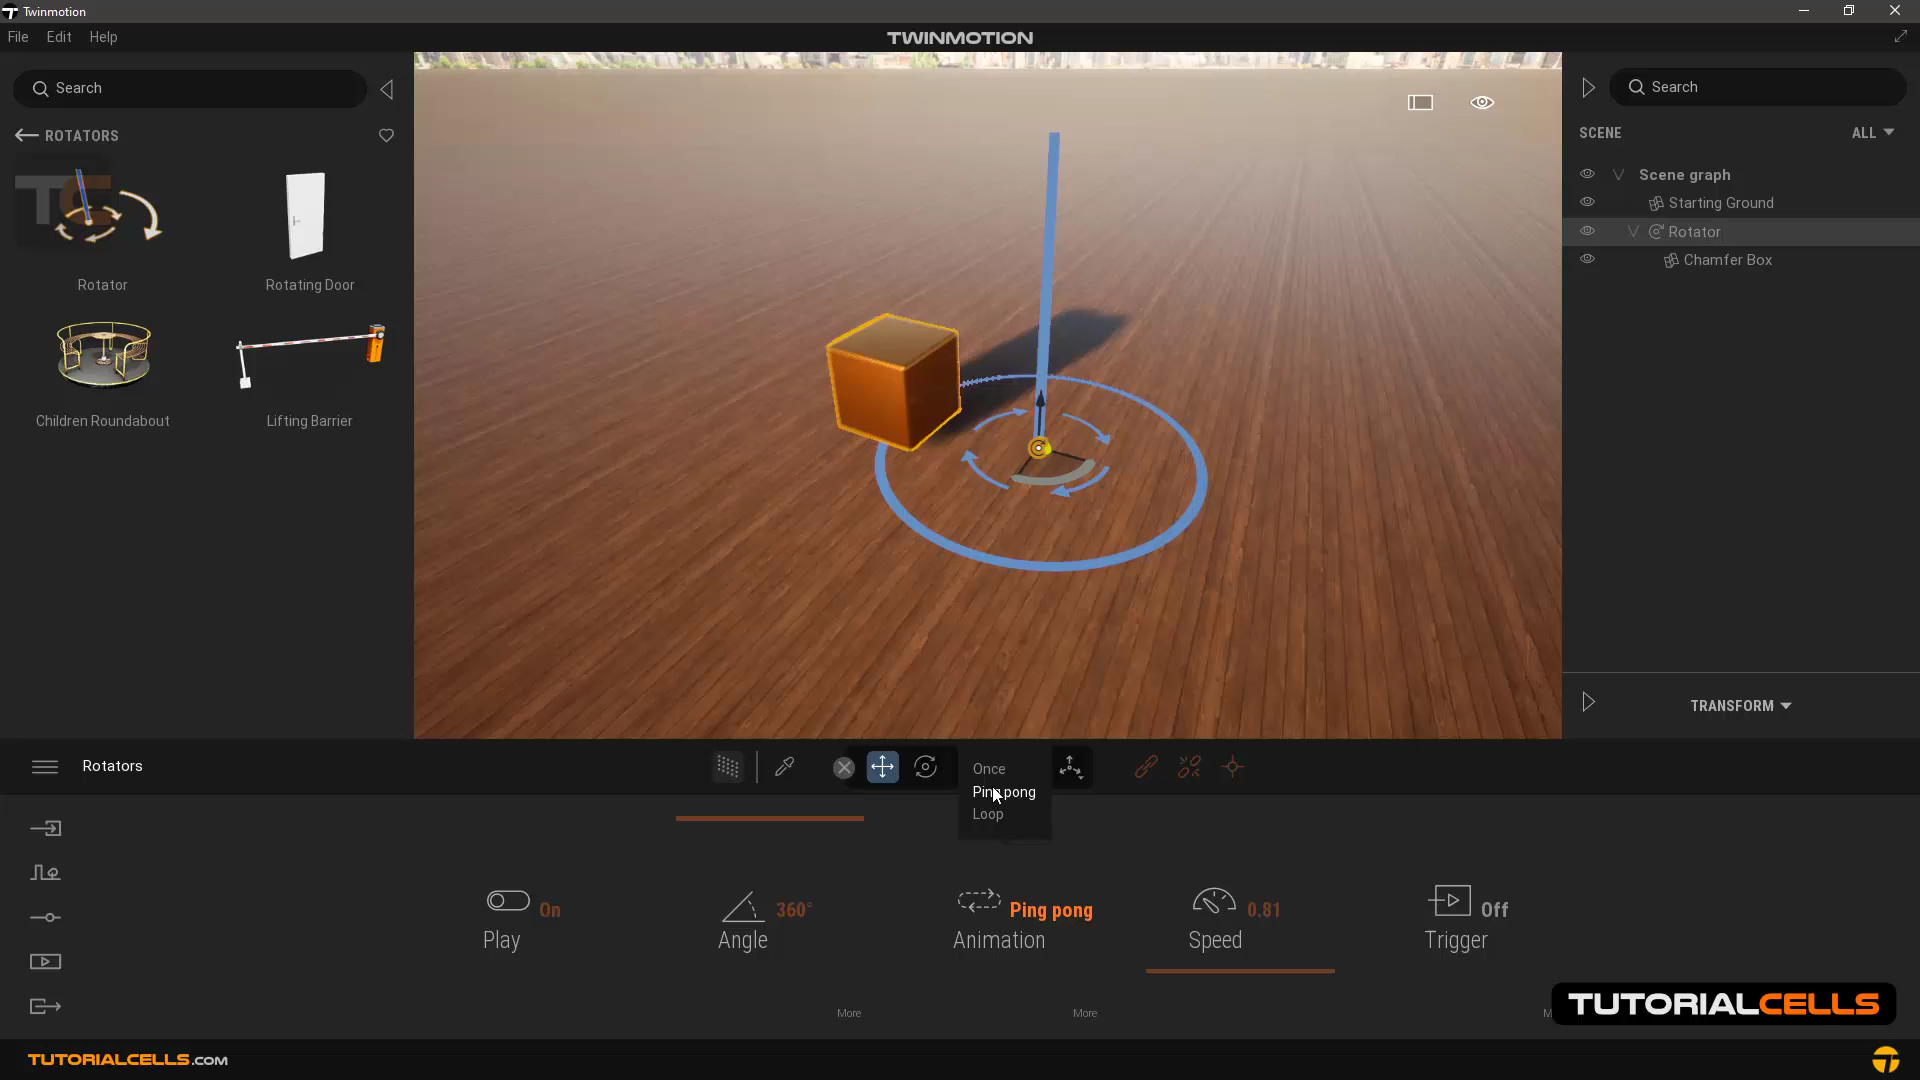 Twinmotion
File Edit Help
TWINMOTION
Search
Search
ROTATORS
SCENE
ALL
Scene graph
Starting Ground
Rotator
Chamfer Box
TC
Rotator
Rotating Door
Children Roundabout
Lifting Barrier
TRANSFORM
Rotators
Once
Ping pong
Loop
On
Play
360°
Angle
Ping pong
Animation
0.81
Speed
Off
Trigger
More
More
TUTORIALCELLS
TUTORIALCELLS.COM